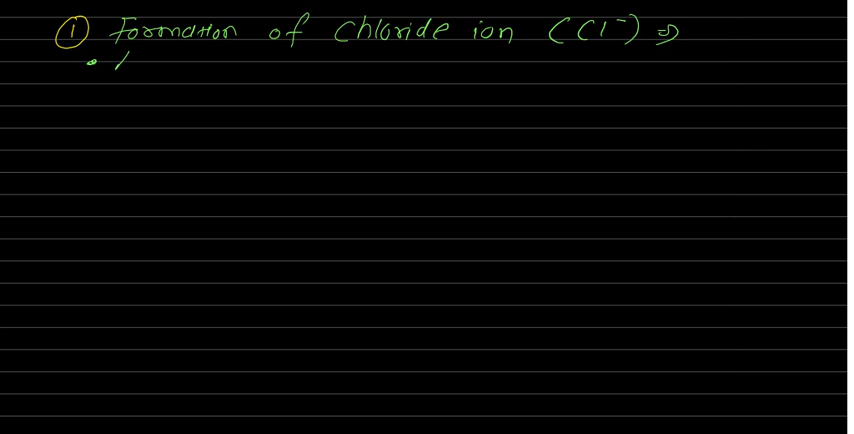 ① Formation of chloride ion (Cl⁻) ⇒